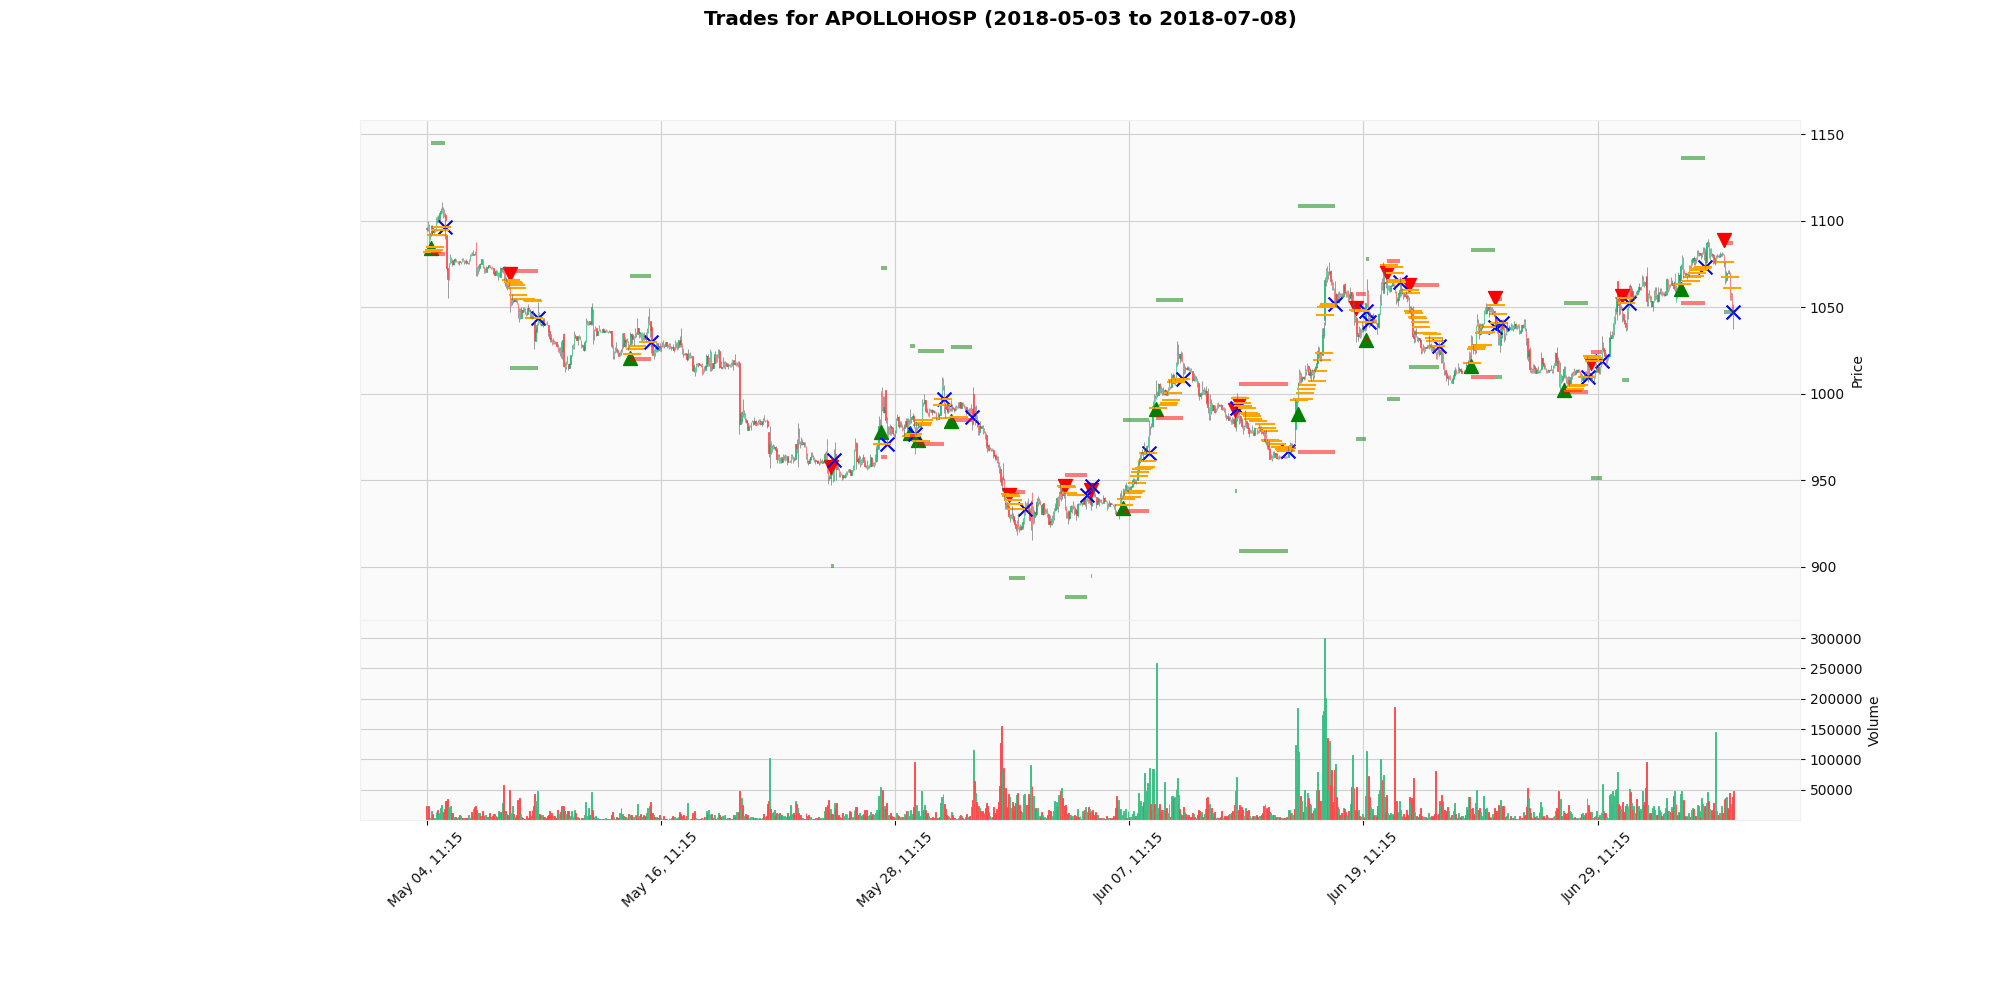 Trades for APOLLOHOSP (2018-05-03 to 2018-07-08)
1150
1100
1050
1000
950
900
Price
300000
250000
200000
150000
100000
50000
Volume
May 04, 11:15
May 16, 11:15
May 28, 11:15
Jun 07, 11:15
Jun 19, 11:15
Jun 29, 11:15